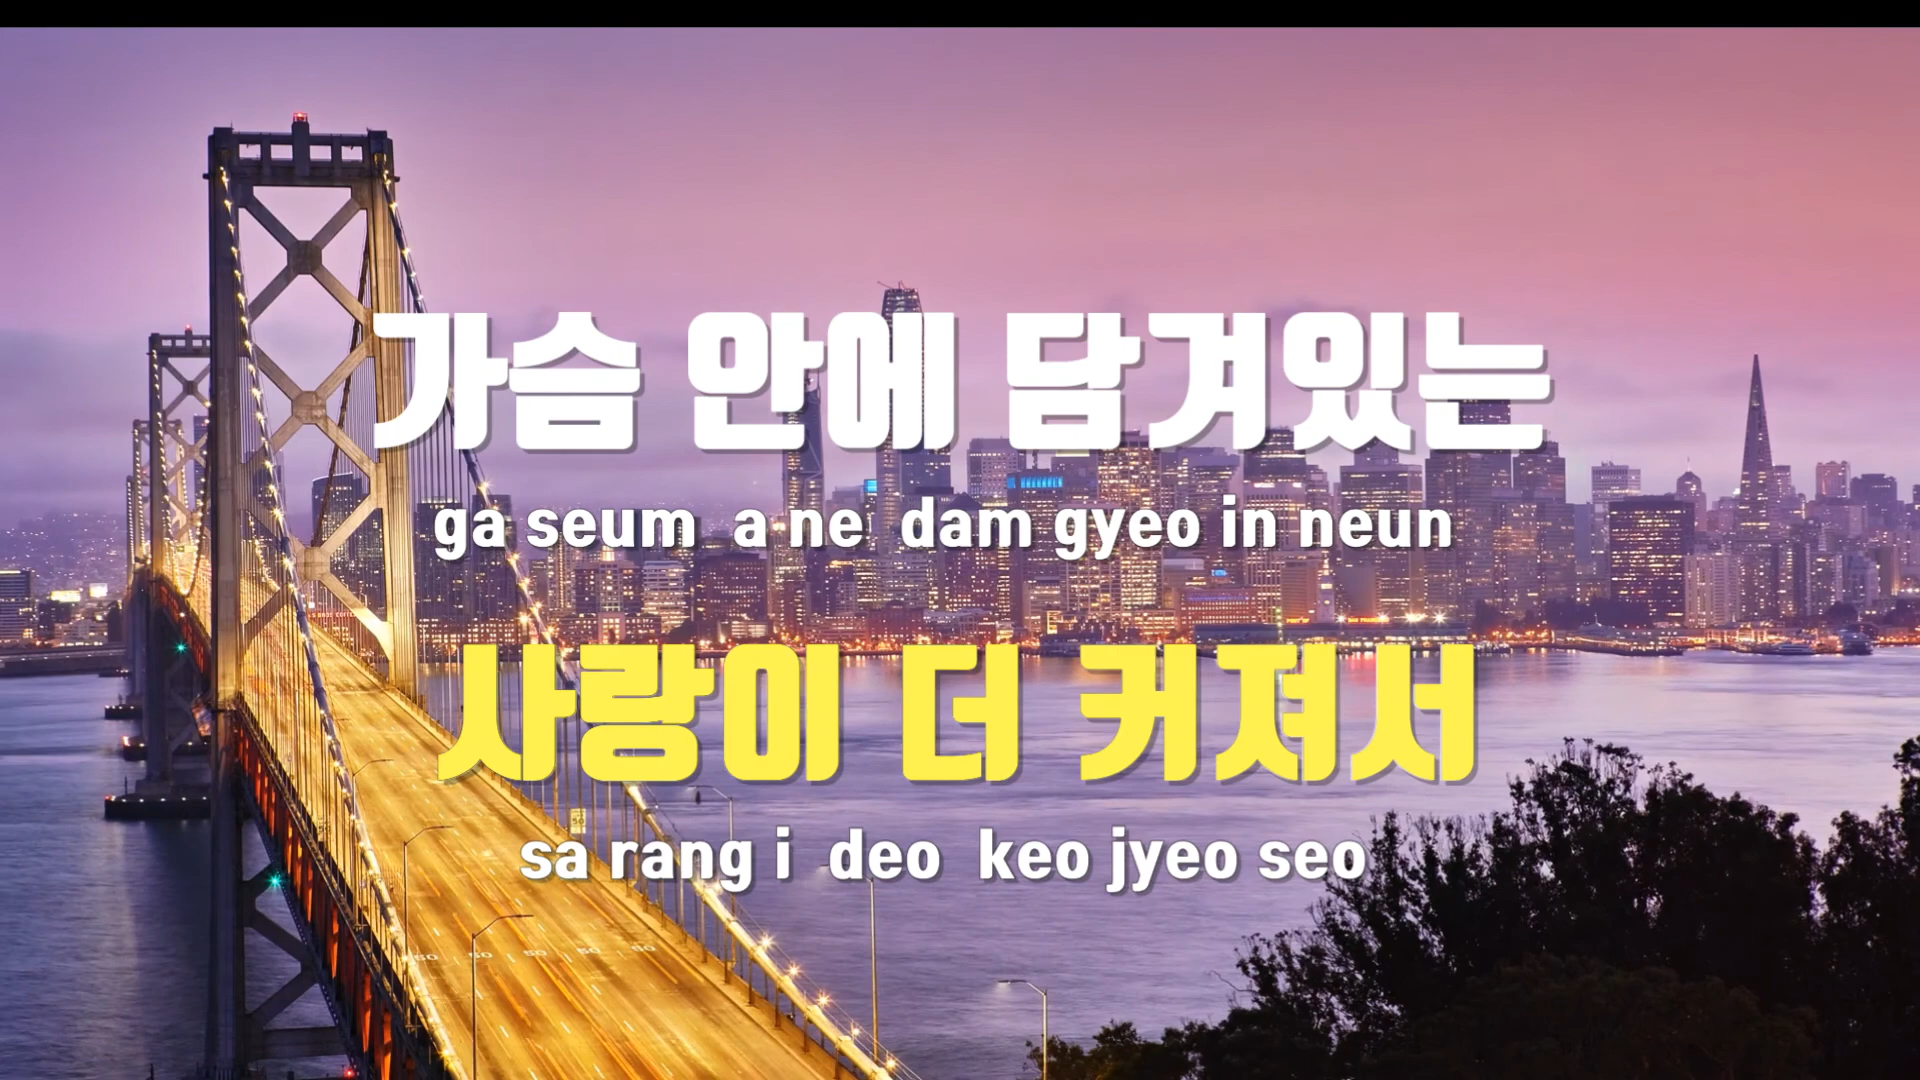 가슴 안에 담겨있는
ga seum a ne dam gyeo in neun
사랑이 더 커져서
sa rang i deo keo jyeo seo